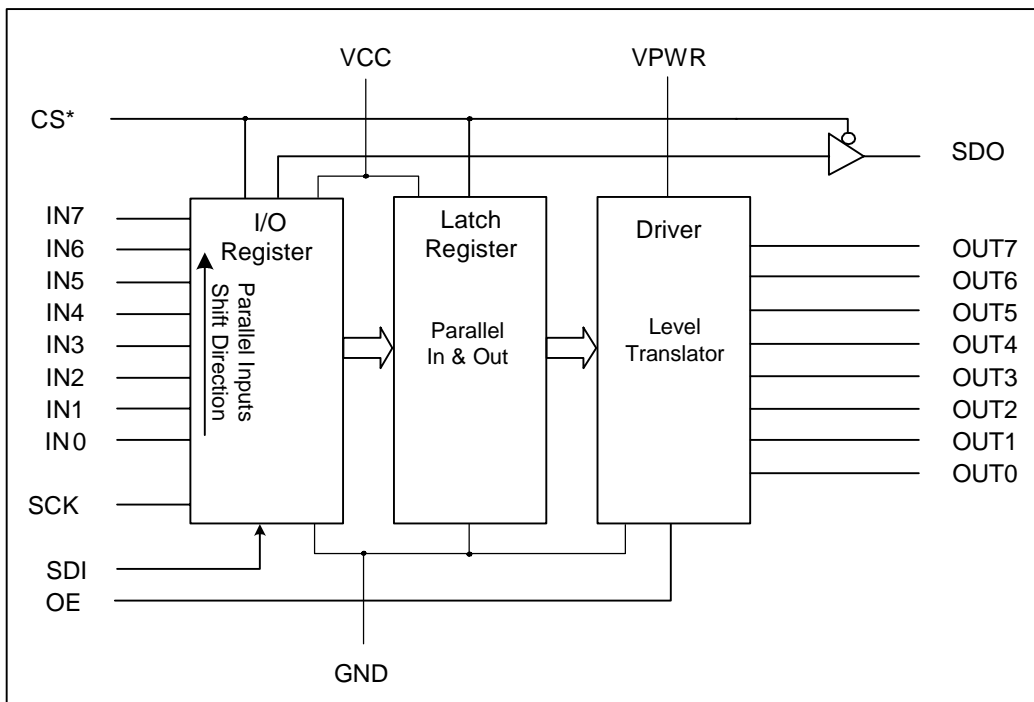 VCC
VPWR
CS*
SDO
IN7
IN6
IN5
IN4
IN3
IN2
IN1
IN0
SCK
SDI
OE
I/O
Register
Parallel Inputs
Shift Direction
Latch
Register
Parallel
In & Out
Driver
Level
Translator
OUT7
OUT6
OUT5
OUT4
OUT3
OUT2
OUT1
OUT0
GND